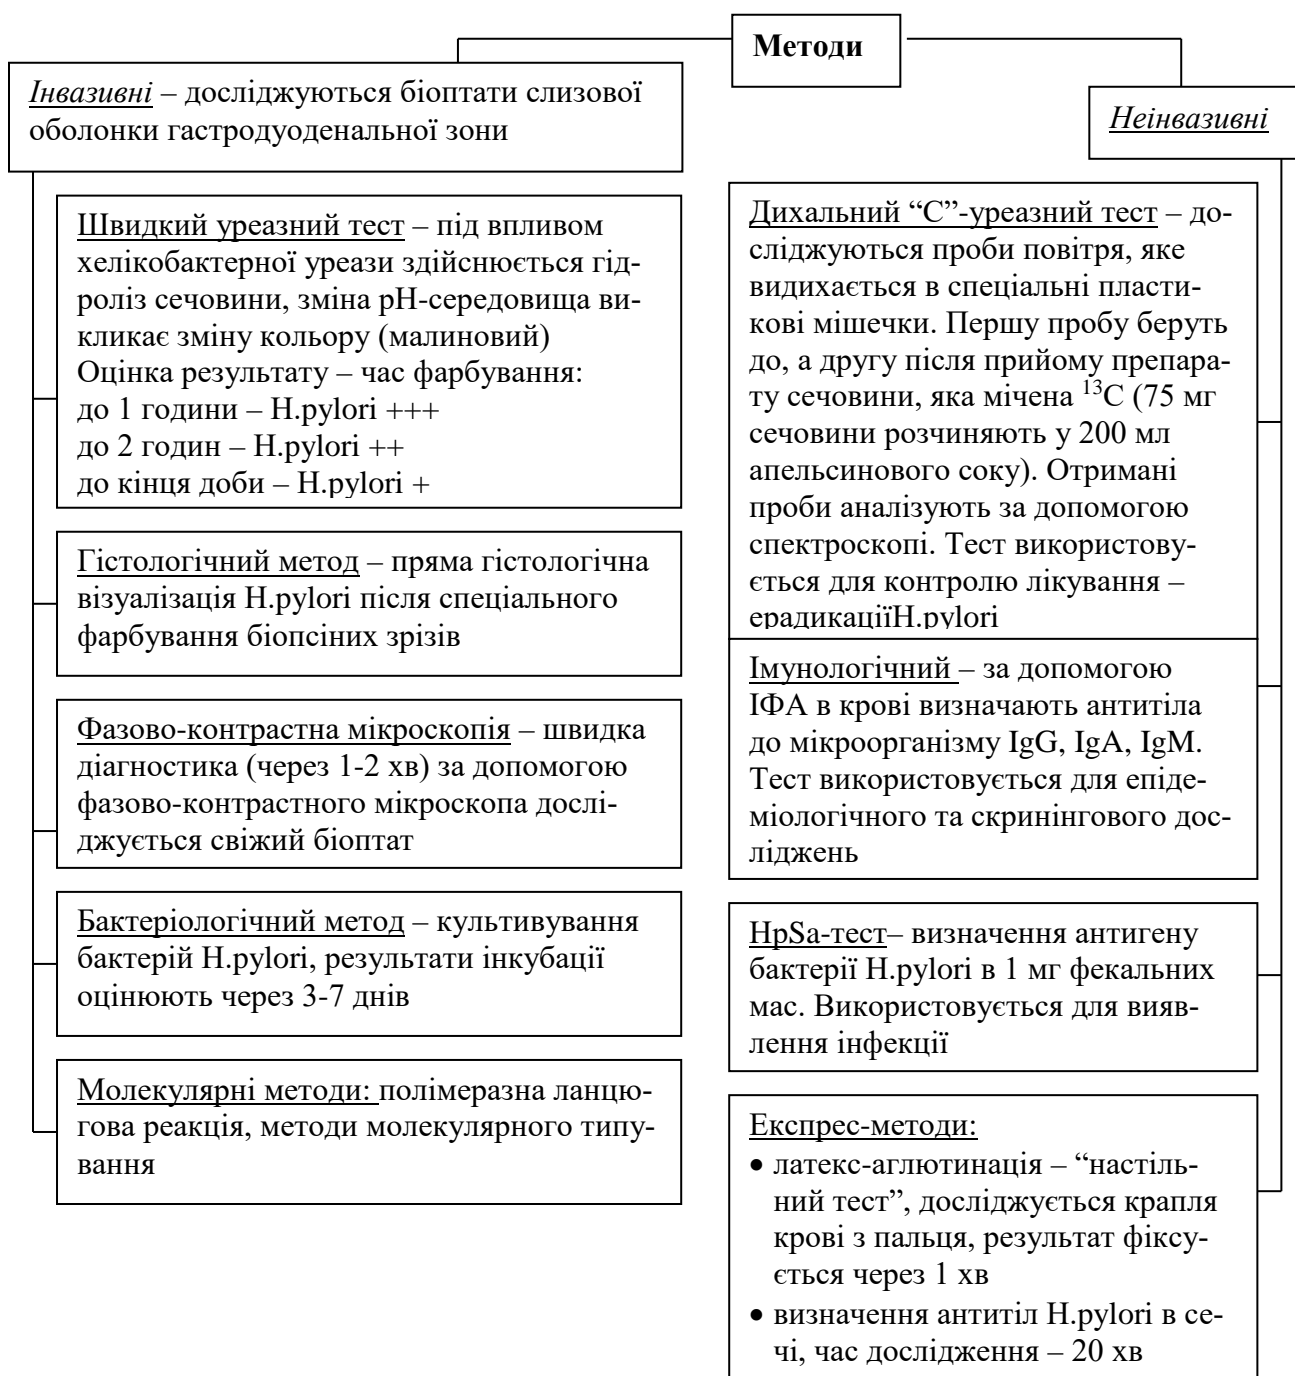 Методи
Інвазивні – досліджуються біоптати слизової
оболонки гастродуоденальної зони
Швидкий уреазний тест – під впливом
хелікобактерної уреази здійснюється гід-
роліз сечовини, зміна pH-середовища ви-
кликає зміну кольору (малиновий)
Оцінка результату – час фарбування:
до 1 години – H.pylori +++
до 2 годин – H.pylori ++
до кінця доби – H.pylori +
Гістологічний метод – пряма гістологічна
візуалізація H.pylori після спеціального
фарбування біопсіних зрізів
Фазово-контрастна мікроскопія – швидка
діагностика (через 1-2 хв) за допомогою
фазово-контрастного мікроскопа дослі-
джується свіжий біоптат
Бактеріологічний метод – культивування
бактерій H.pylori, результати інкубації
оцінюють через 3-7 днів
Молекулярні методи: полімеразна ланцю-
гова реакція, методи молекулярного типу-
вання
Неінвазивні
Дихальний “С”-уреазний тест – до-
сліджуються проби повітря, яке
видихається в спеціальні пласти-
кові мішечки. Першу пробу беруть
до, а другу після прийому препара-
ту сечовини, яка мічена ¹³С (75 мг
сечовини розчиняють у 200 мл
апельсинового соку). Отримані
проби аналізують за допомогою
спектроскопі. Тест використову-
ється для контролю лікування –
ерадикаціїH.pylori
Імунологічний – за допомогою
ІФА в крові визначають антитіла
до мікроорганізму IgG, IgA, IgM.
Тест використовується для епіде-
міологічного та скринінгового дос-
ліджень
HpSa-тест– визначення антигену
бактерії H.pylori в 1 мг фекальних
мас. Використовується для вияв-
лення інфекції
Експрес-методи:
• латекс-аглютинація – “настіль-
ний тест”, досліджується крапля
крові з пальця, результат фіксу-
ється через 1 хв
• визначення антитіл H.pylori в се-
чі, час дослідження – 20 хв